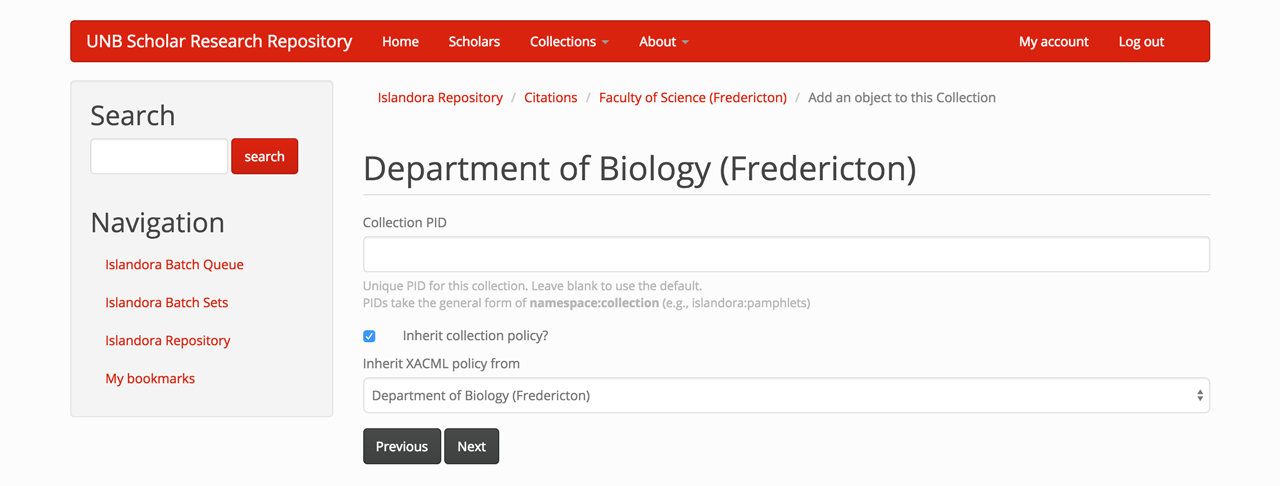 UNB Scholar Research Repository Home Scholars Collections About My account Log out
Search
search
Navigation
Islandora Batch Queue
Islandora Batch Sets
Islandora Repository
My bookmarks
Islandora Repository / Citations / Faculty of Science (Fredericton) / Add an object to this Collection
Department of Biology (Fredericton)
Collection PID
Unique PID for this collection. Leave blank to use the default.
PIDs take the general form of namespace:collection (e.g., islandora:pamphlets)
Inherit collection policy?
Inherit XACML policy from
Department of Biology (Fredericton)
Previous Next